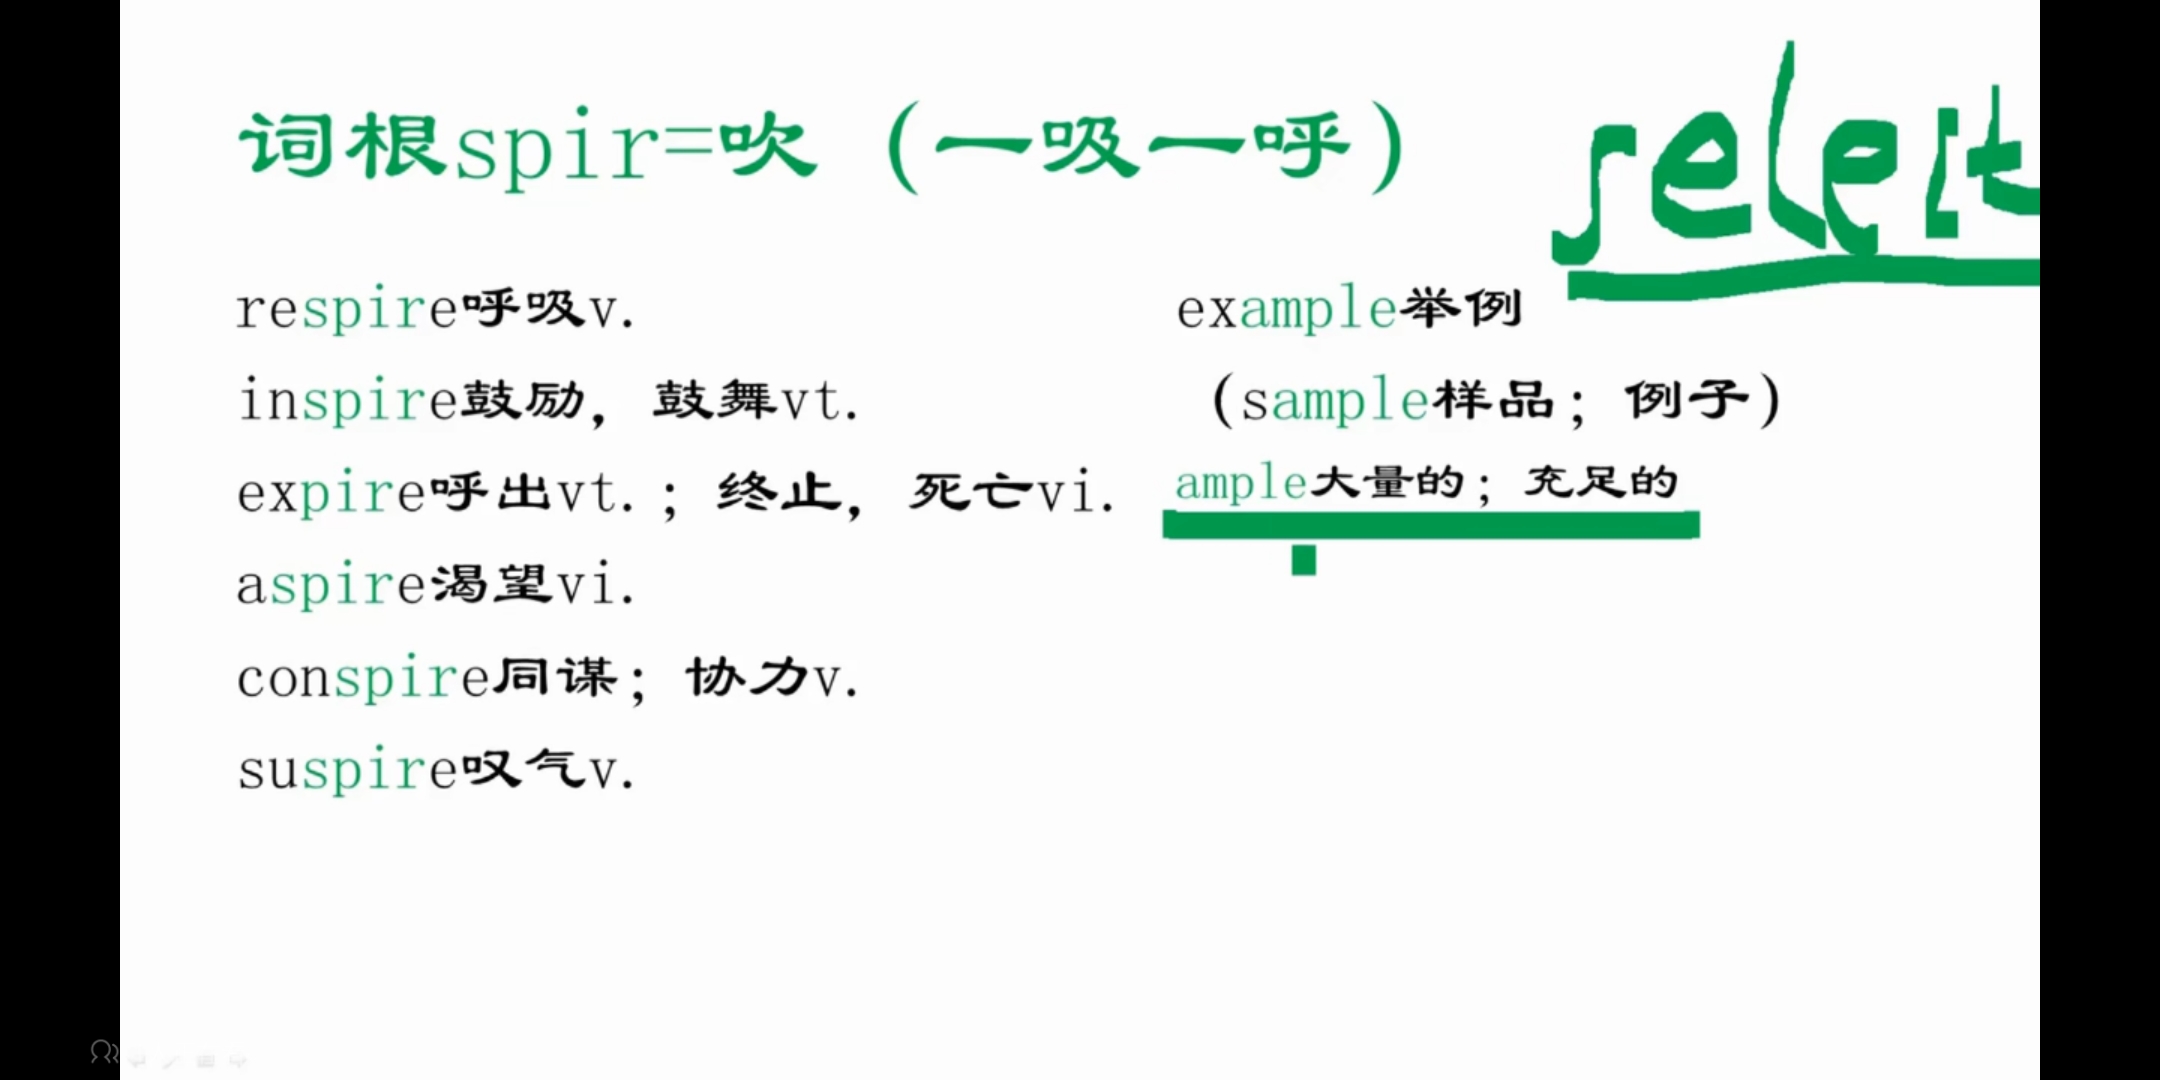 词根spir=吹（一吸一呼）
respire呼吸v.
inspire鼓励，鼓舞vt.
expire呼出vt.；终止，死亡vi.
aspire渴望vi.
conspire同谋；协力v.
suspire叹气v.
example举例
（sample样品；例子）
ample大量的；充足的